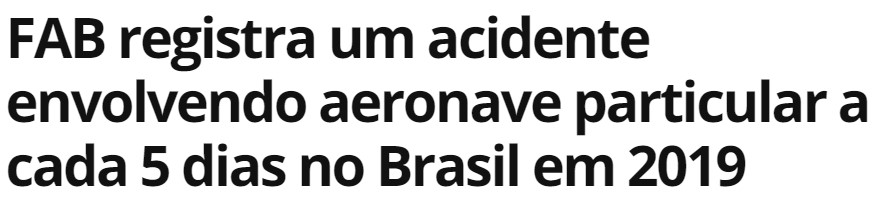 FAB registra um acidente
envolvendo aeronave particular a
cada 5 dias no Brasil em 2019